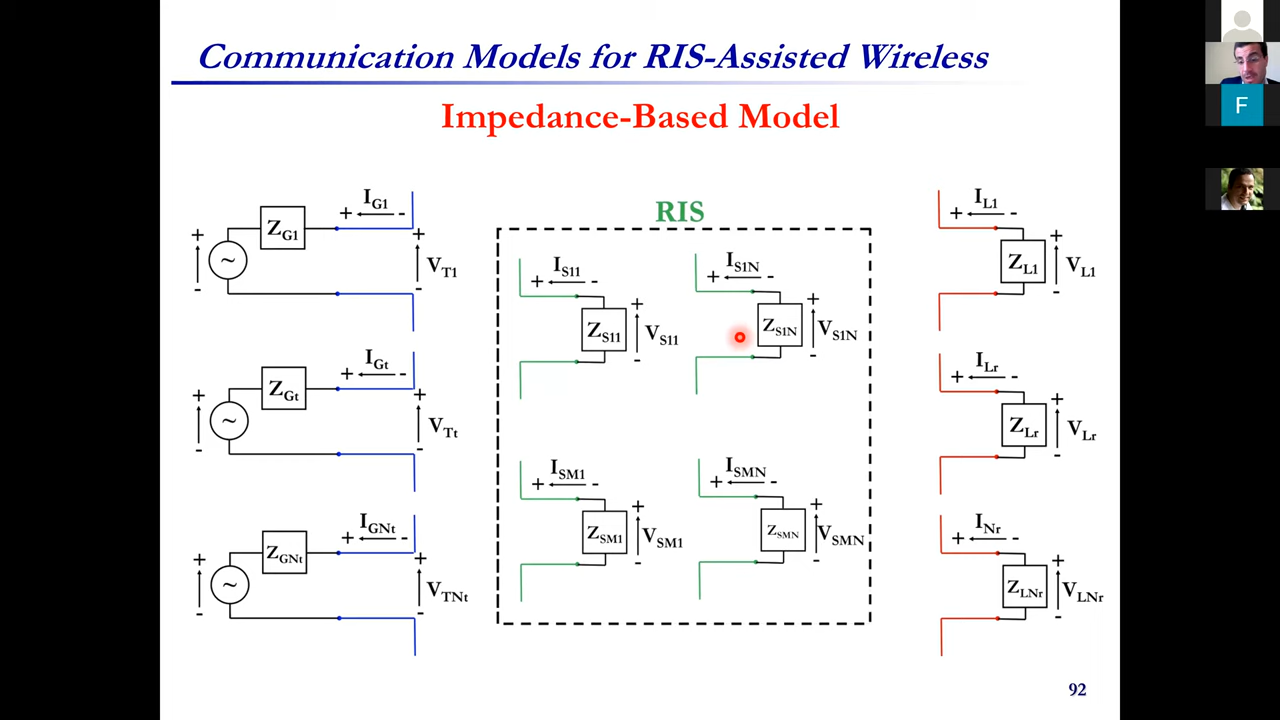 Communication Models for RIS-Assisted Wireless
Impedance-Based Model
F
RIS
I_G1
+ -
Z_G1
+
-
~
+
V_T1
-
I_S11
+ -
Z_S11
+
V_S11
-
I_S1N
+ -
Z_S1N
+
V_S1N
-
I_L1
+ -
Z_L1
+
V_L1
-
I_Gt
+ -
Z_Gt
+
-
~
+
V_Tt
-
I_Lr
+ -
Z_Lr
+
V_Lr
-
I_SM1
+ -
Z_SM1
+
V_SM1
-
I_SMN
+ -
Z_SMN
+
V_SMN
-
I_GNt
+ -
Z_GNt
+
-
~
+
V_TNt
-
I_Nr
+ -
Z_LNr
+
V_LNr
-
92